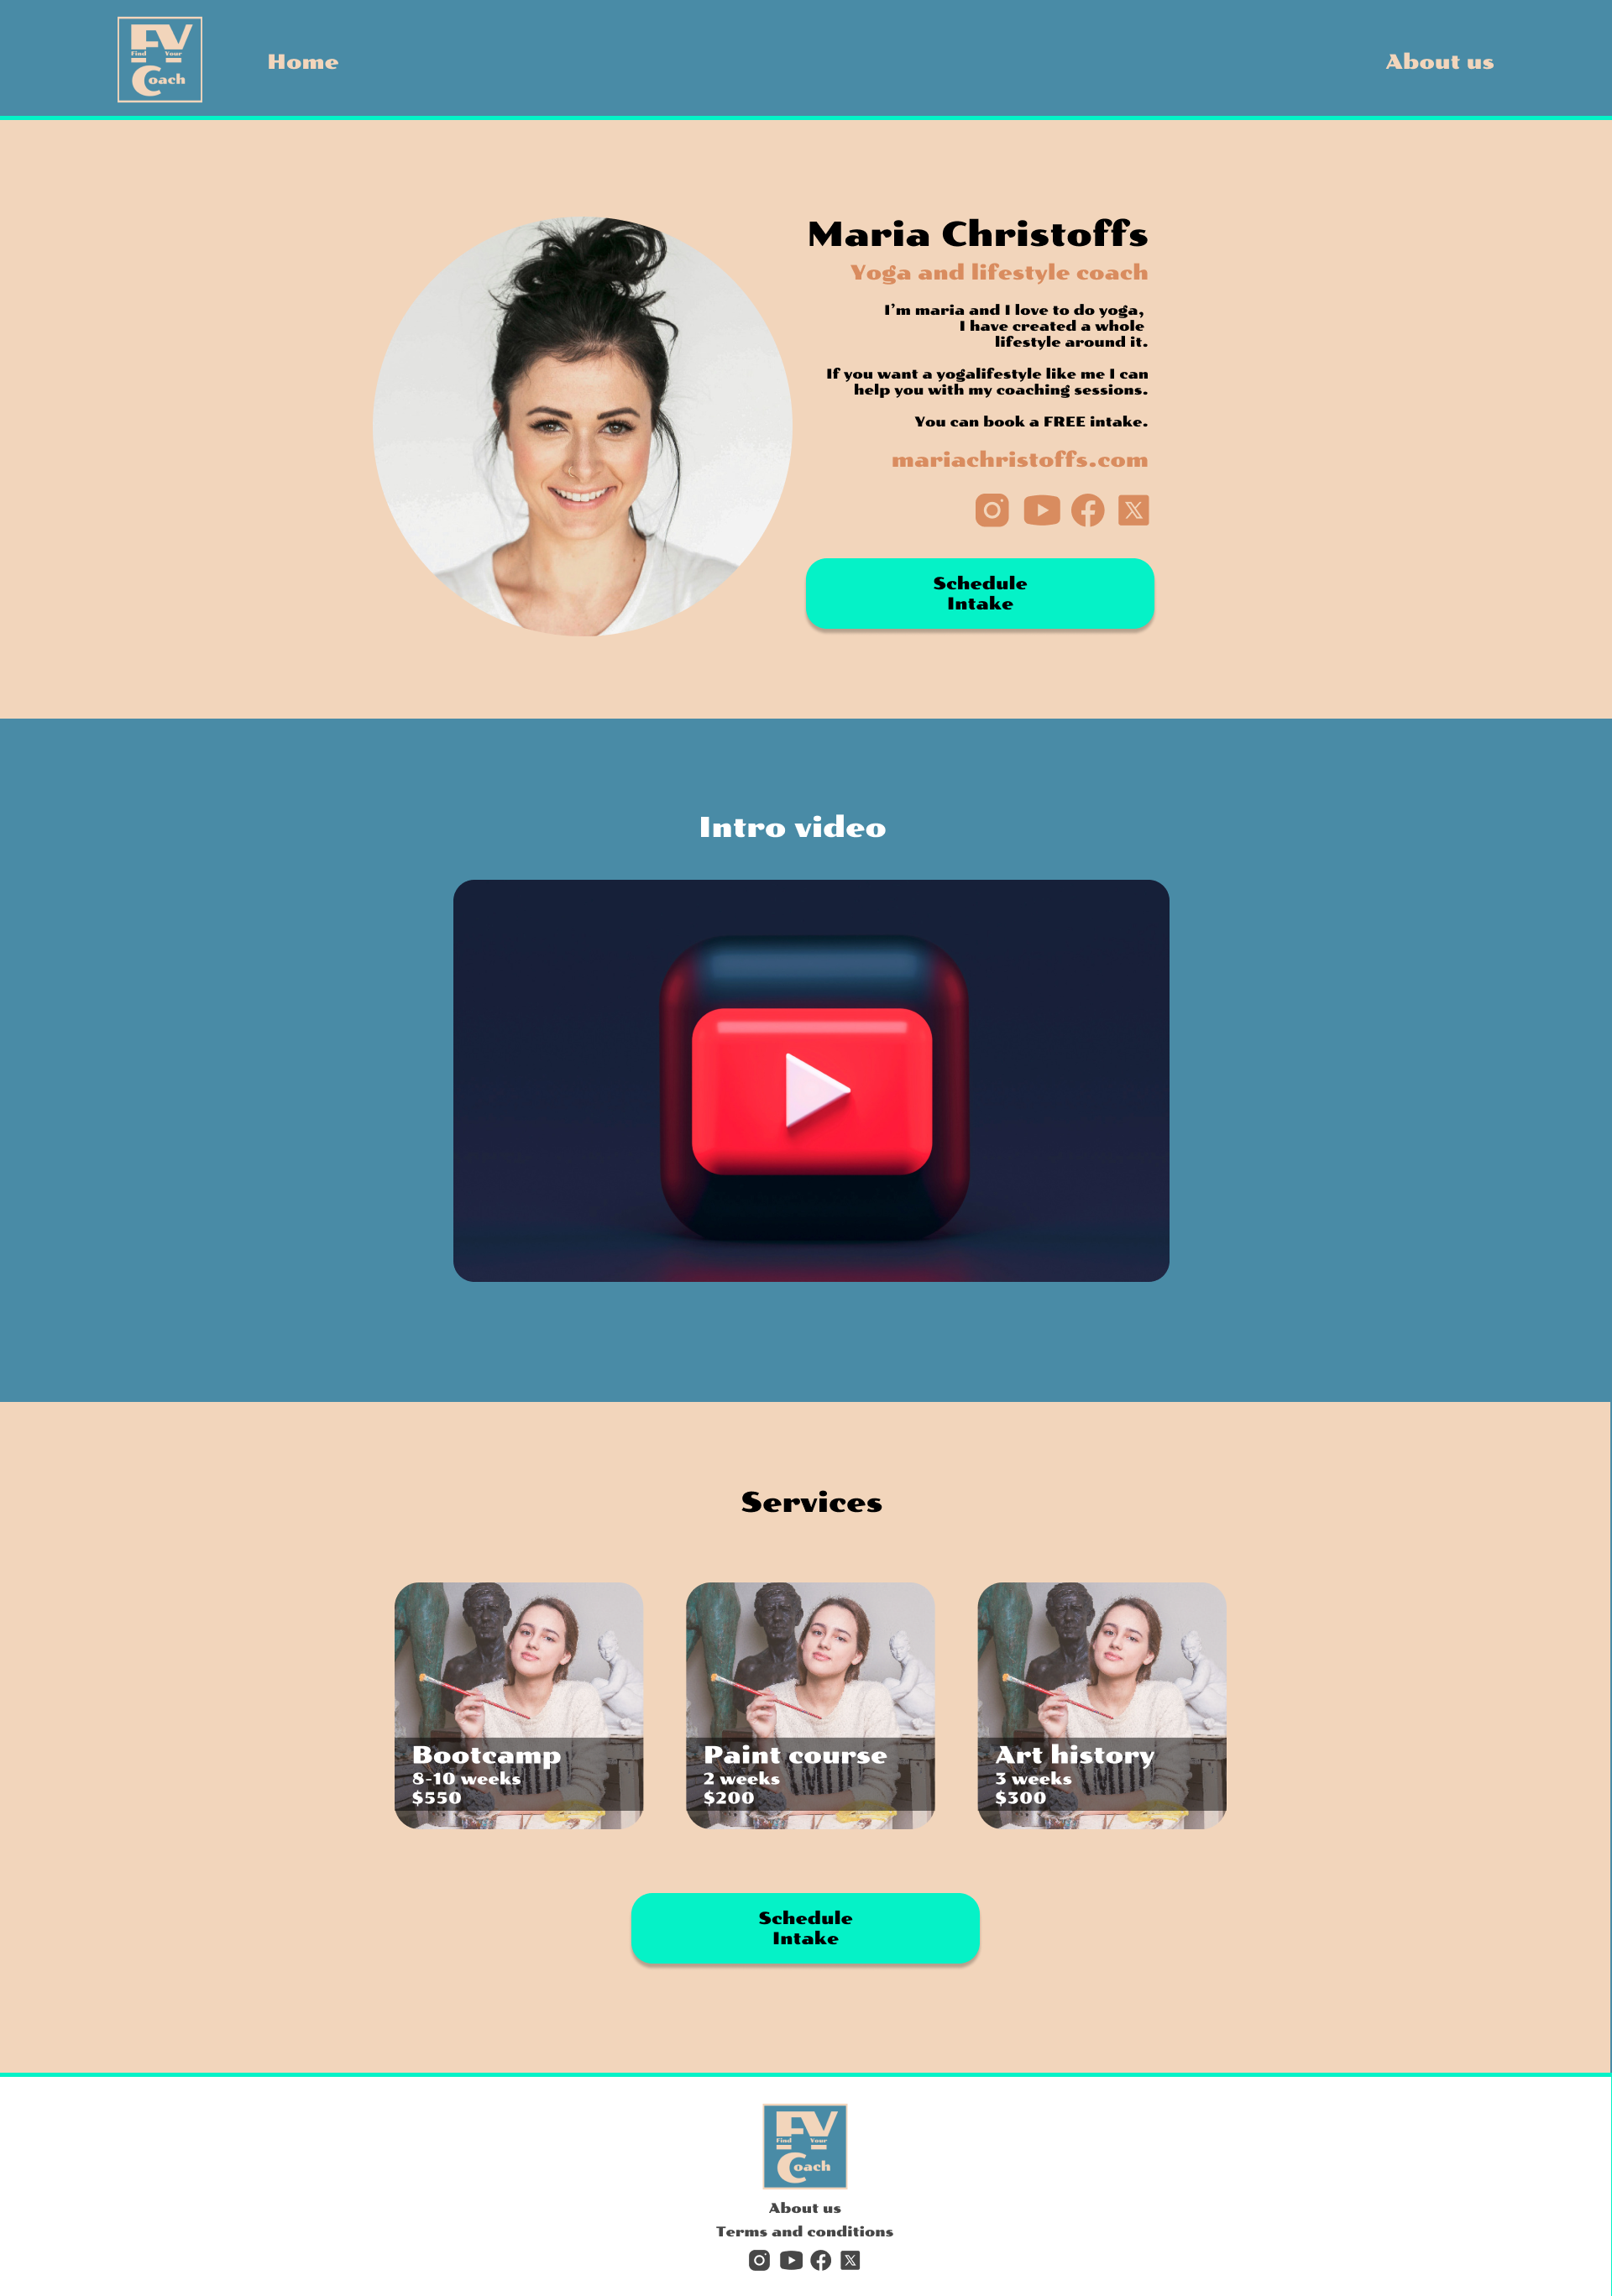 FY
Find Your
Coach
Home
About us
Maria Christoffs
Yoga and lifestyle coach
I'm maria and I love to do yoga,
I have created a whole
lifestyle around it.
If you want a yogalifestyle like me I can
help you with my coaching sessions.
You can book a FREE intake.
mariachristoffs.com
Schedule
Intake
Intro video
Services
Bootcamp
8-10 weeks
$550
Paint course
2 weeks
$200
Art history
3 weeks
$300
Schedule
Intake
FY
Find Your
Coach
About us
Terms and conditions